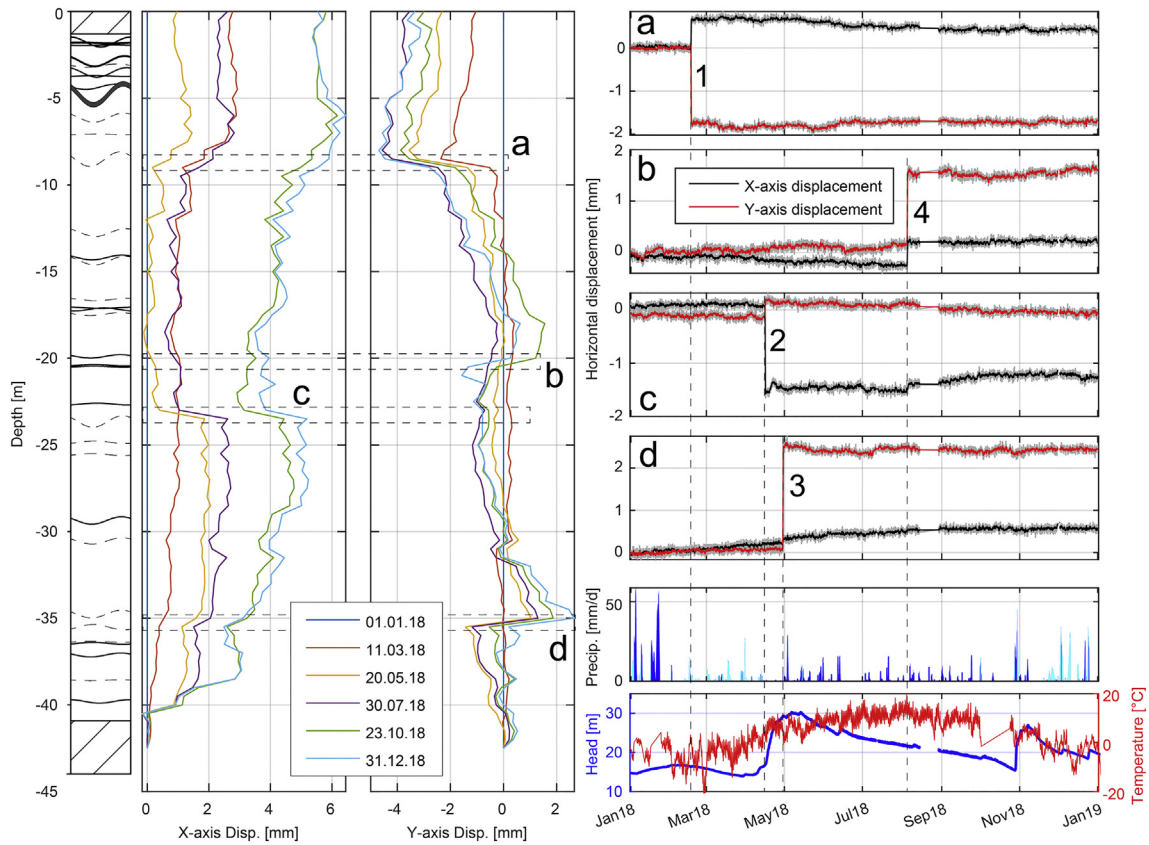 0
-5
-10
-15
-20
-25
-30
-35
-40
-45
Depth [m]
0
2
4
6
X-axis Disp. [mm]
-4
-2
0
2
Y-axis Disp. [mm]
a
b
c
d
01.01.18
11.03.18
20.05.18
30.07.18
23.10.18
31.12.18
a
0
-1
-2
1
b
2
1
0
X-axis displacement
Y-axis displacement
4
Horizontal displacement [mm]
0
-1
-2
2
c
d
2
1
0
3
Precip. [mm/d]
50
0
Head [m]
30
20
10
20
0
-20
Temperature [°C]
Jan18
Mar18
May18
Jul18
Sep18
Nov18
Jan19